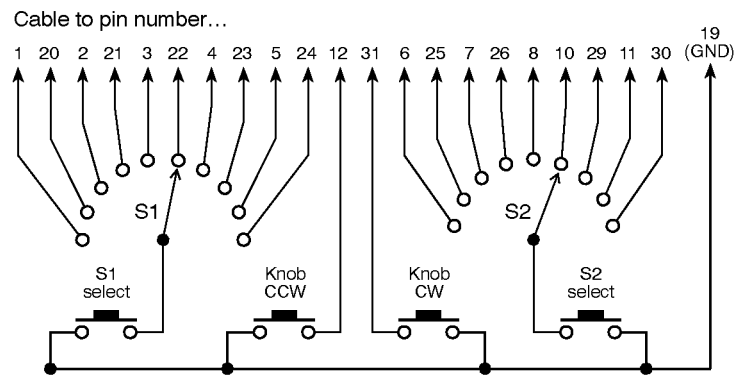 Cable to pin number…
19
1 20 2 21 3 22 4 23 5 24 12 31 6 25 7 26 8 10 29 11 30 (GND)
S1 S2
S1 Knob Knob S2
select CCW CW select